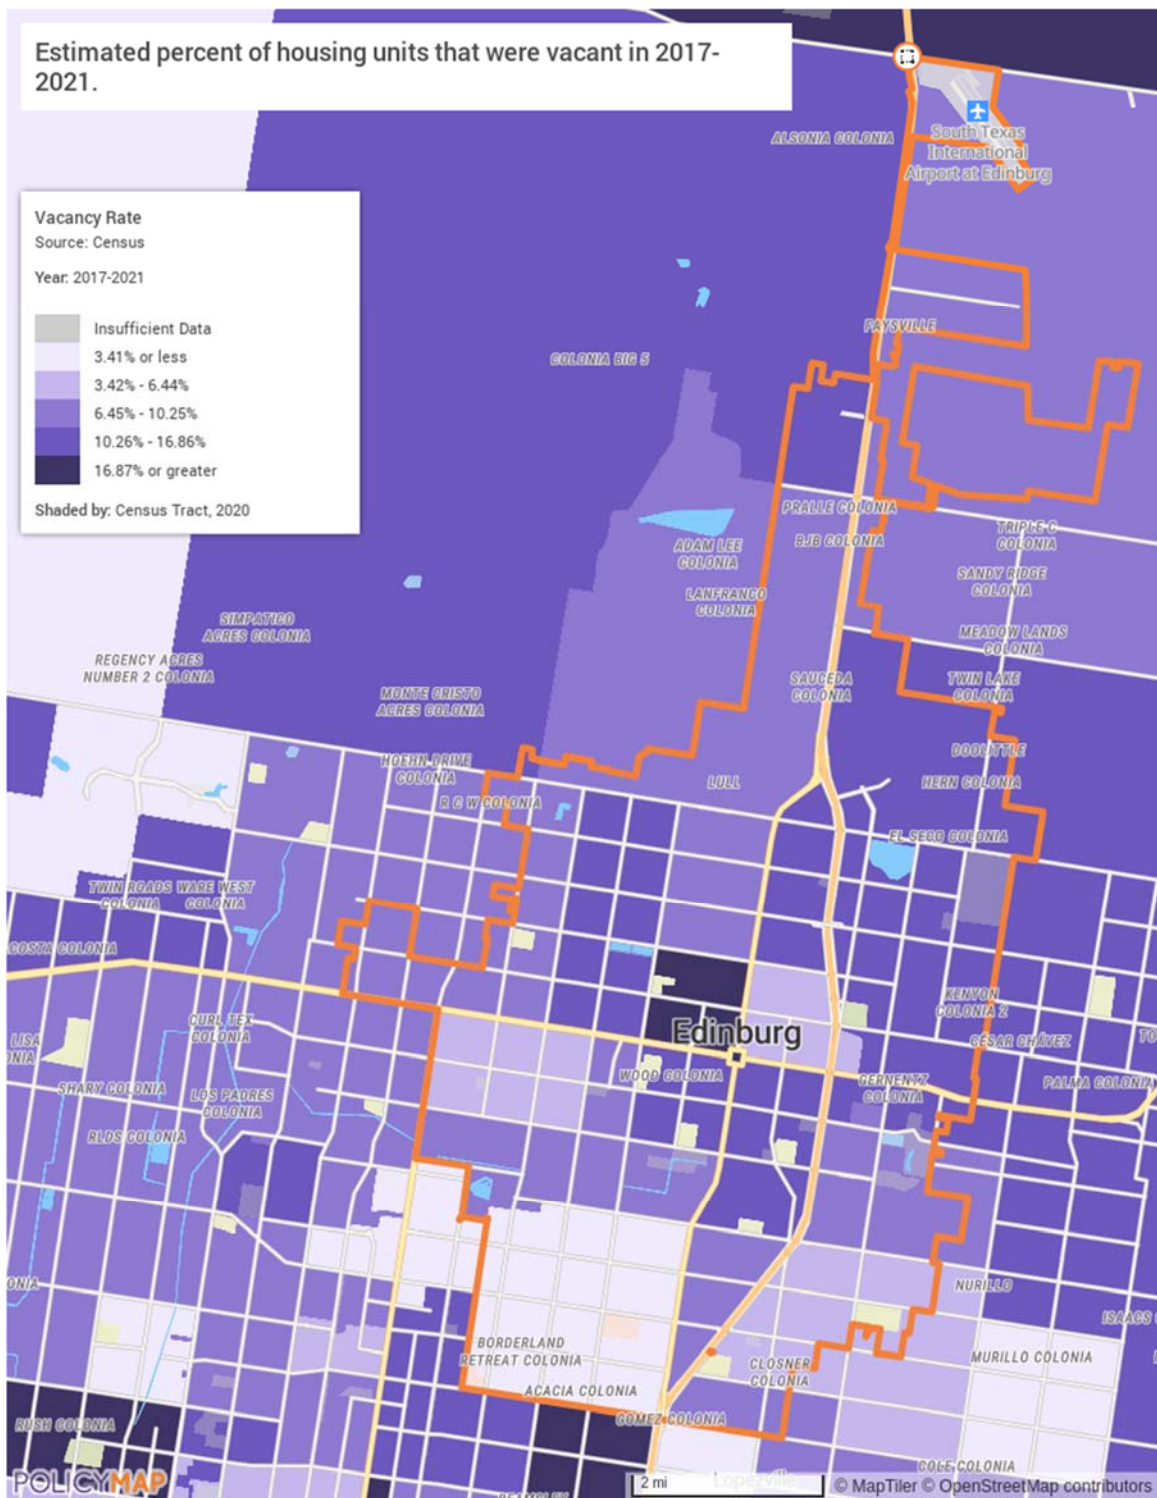 Estimated percent of housing units that were vacant in 2017-
2021.
ALSONIA COLONIA
South Texas
International
Airport at Edinburg
Vacancy Rate
Source: Census
Year: 2017-2021
Insufficient Data
3.41% or less
3.42% - 6.44%
6.45% - 10.25%
10.26% - 16.86%
16.87% or greater
Shaded by: Census Tract, 2020
FAYSVILLE
COLONIA BIG 5
PRALLE COLONIA
BJB COLONIA
TRIPLE C
COLONIA
ADAM LEE
COLONIA
SANDY RIDGE
COLONIA
LANFRANCO
COLONIA
SIMPATICO
ACRES COLONIA
MEADOW LANDS
COLONIA
REGENCY ACRES
NUMBER 2 COLONIA
MONTE CRISTO
ACRES COLONIA
SAUCEDA
COLONIA
TWIN LAKE
COLONIA
DOOLITTLE
HOEHN DRIVE
COLONIA
LULL
HERN COLONIA
R C W COLONIA
EL SECO COLONIA
TWIN ROADS
COLONIA
WARE WEST
COLONIA
COSTA COLONIA
KENYON
COLONIA 2
CURL TEX
COLONIA
LISA
ONIA
Edinburg
CÉSAR CHÁVEZ
TO
WOOD COLONIA
GERNENTZ
COLONIA
PALMA COLONIA
SHARY COLONIA
LOS PADRES
COLONIA
RLDS COLONIA
ONIA
NURILLO
ISAACS
BORDERLAND
RETREAT COLONIA
CLOSNER
COLONIA
MURILLO COLONIA
ACACIA COLONIA
RUSH COLONIA
GOMEZ COLONIA
COLE COLONIA
POLICYMAP
2 mi
Lopezville
© MapTiler © OpenStreetMap contributors